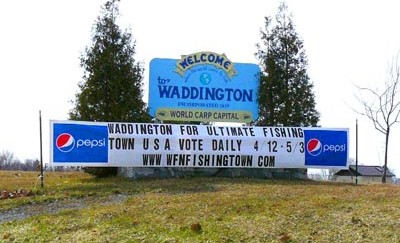 WELCOME
to
WADDINGTON
INCORPORATED 1839
WORLD CARP CAPITAL
WADDINGTON FOR ULTIMATE FISHING
pepsi
TOWN USA VOTE DAILY 4/12-5/3
pepsi
WWW.WFNFISHINGTOWN COM